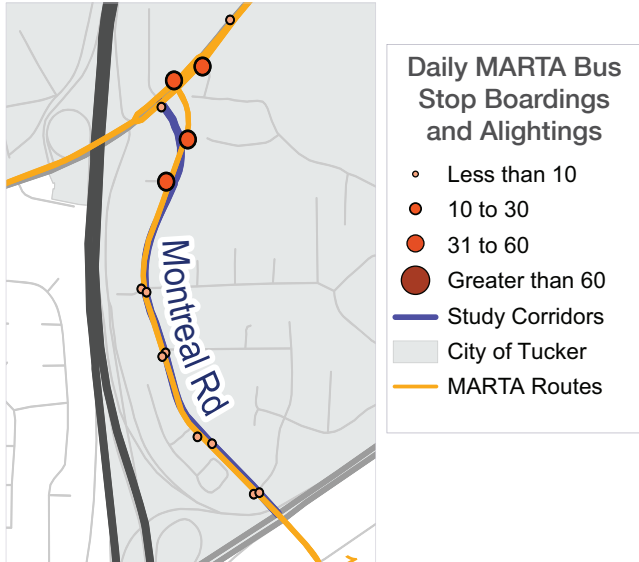 Daily MARTA Bus
Stop Boardings
and Alightings
Less than 10
10 to 30
31 to 60
Greater than 60
Study Corridors
City of Tucker
MARTA Routes
Montreal Rd